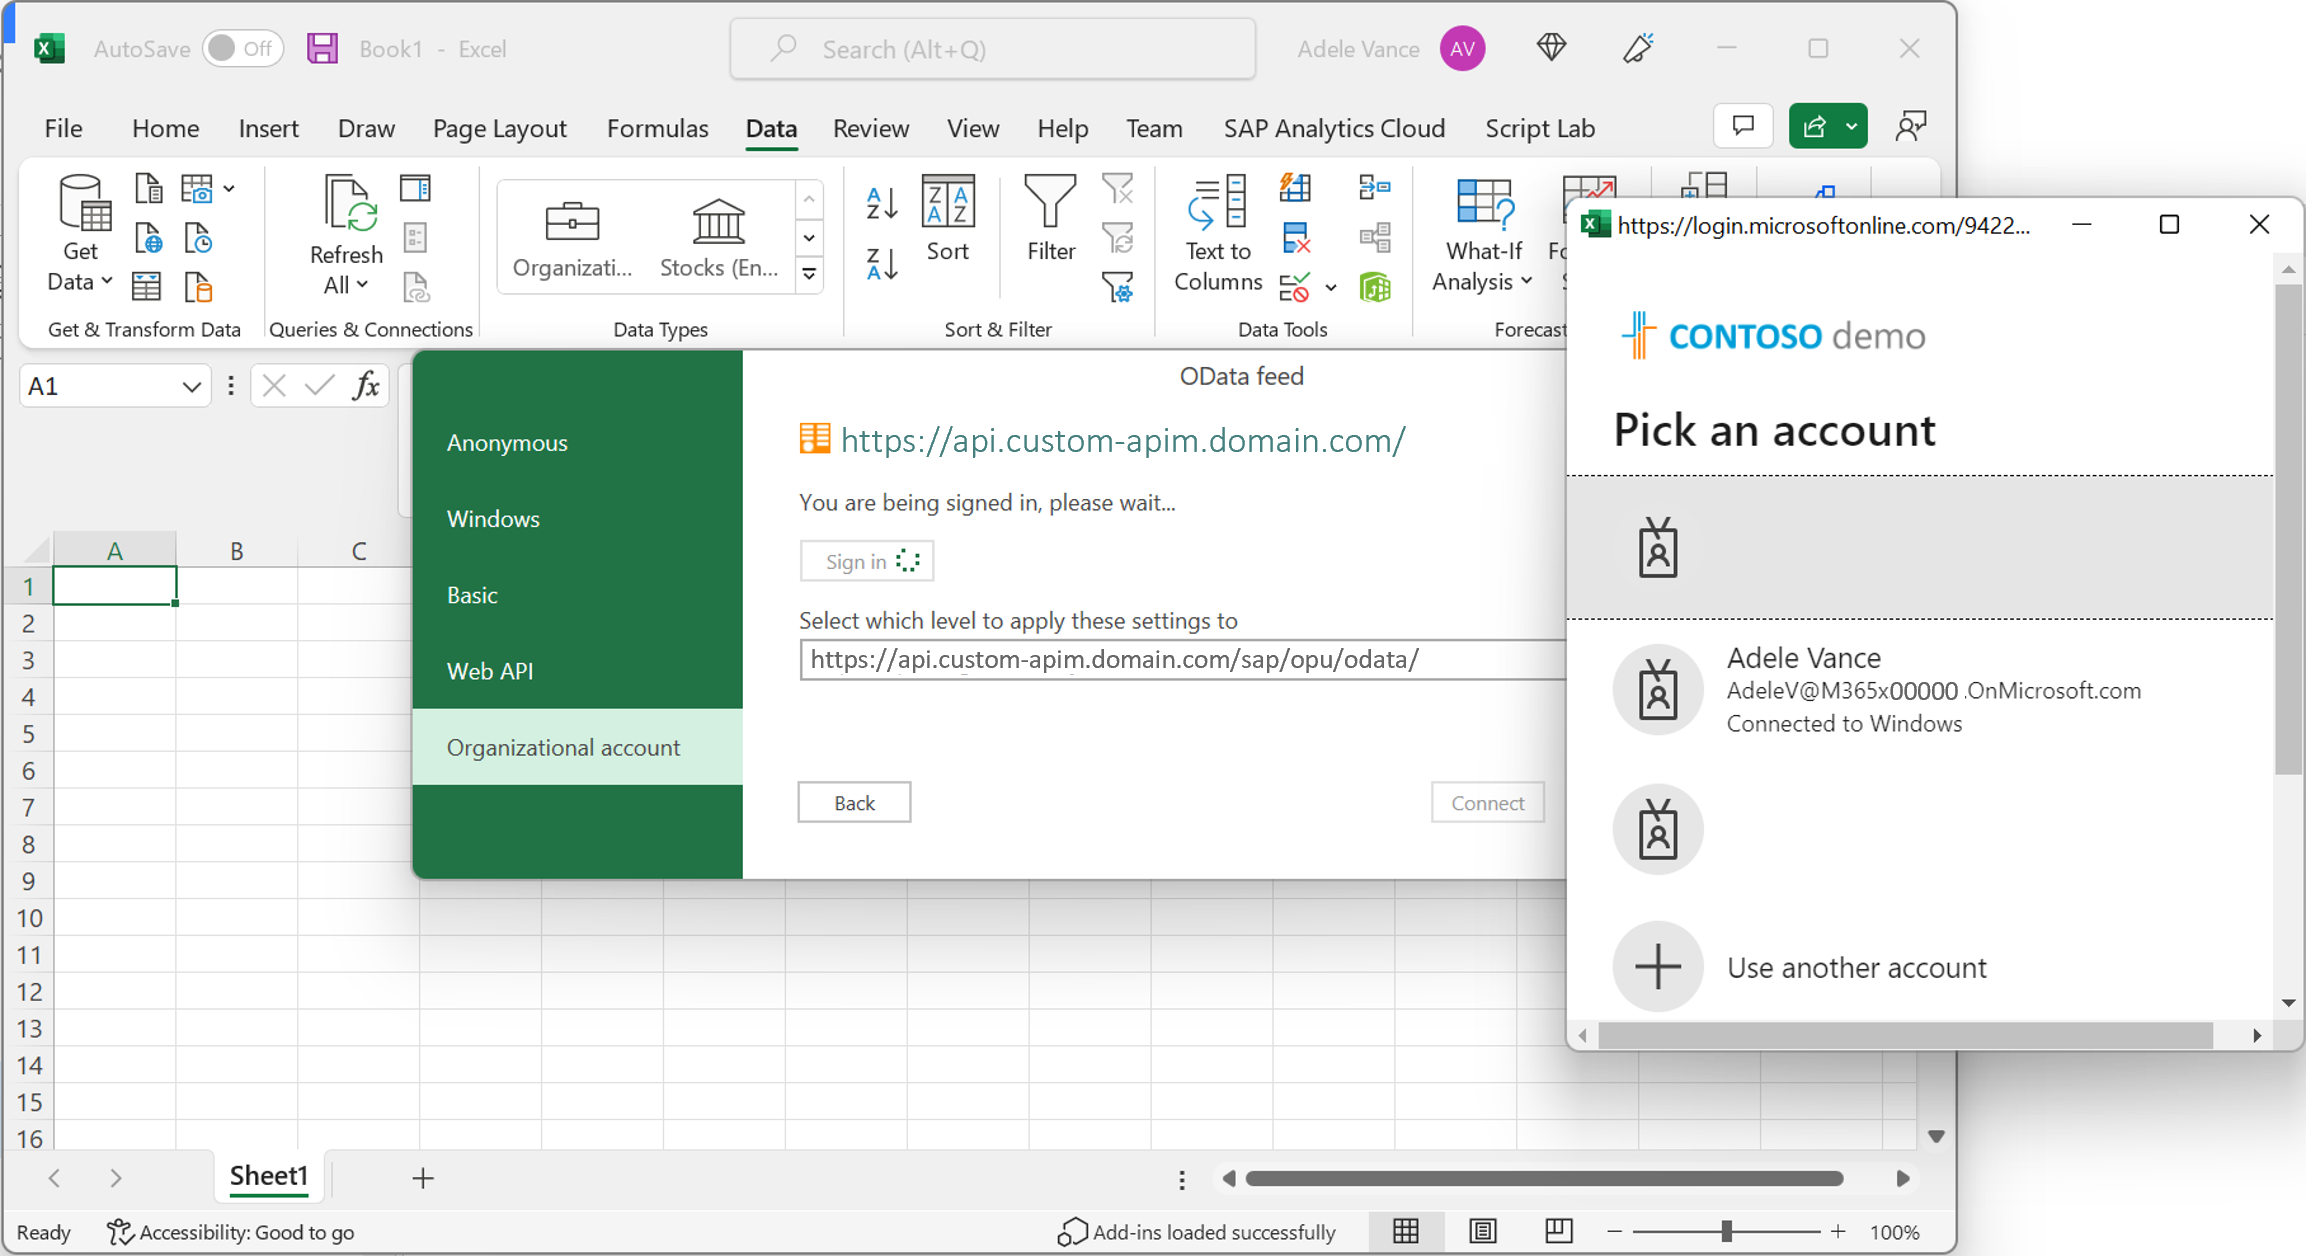 AutoSave Off Book1 - Excel Search (Alt+Q) Adele Vance AV
File Home Insert Draw Page Layout Formulas Data Review View Help Team SAP Analytics Cloud Script Lab
Get
Data
Get & Transform Data
Refresh
All
Queries & Connections
Organizati...
Stocks (En...
Data Types
Sort
Filter
Sort & Filter
Text to
Columns
Data Tools
What-If
Analysis
Forecast
A1
fx
A B C
1
2
3
4
5
6
7
8
9
10
11
12
13
14
15
16
OData feed
Anonymous
Windows
Basic
Web API
Organizational account
https://api.custom-apim.domain.com/
You are being signed in, please wait...
Sign in
Select which level to apply these settings to
https://api.custom-apim.domain.com/sap/opu/odata/
Back
Connect
https://login.microsoftonline.com/9422...
CONTOSO demo
Pick an account
Adele Vance
AdeleV@M365x00000 .OnMicrosoft.com
Connected to Windows
Use another account
Sheet1
Ready
Accessibility: Good to go
Add-ins loaded successfully
100%